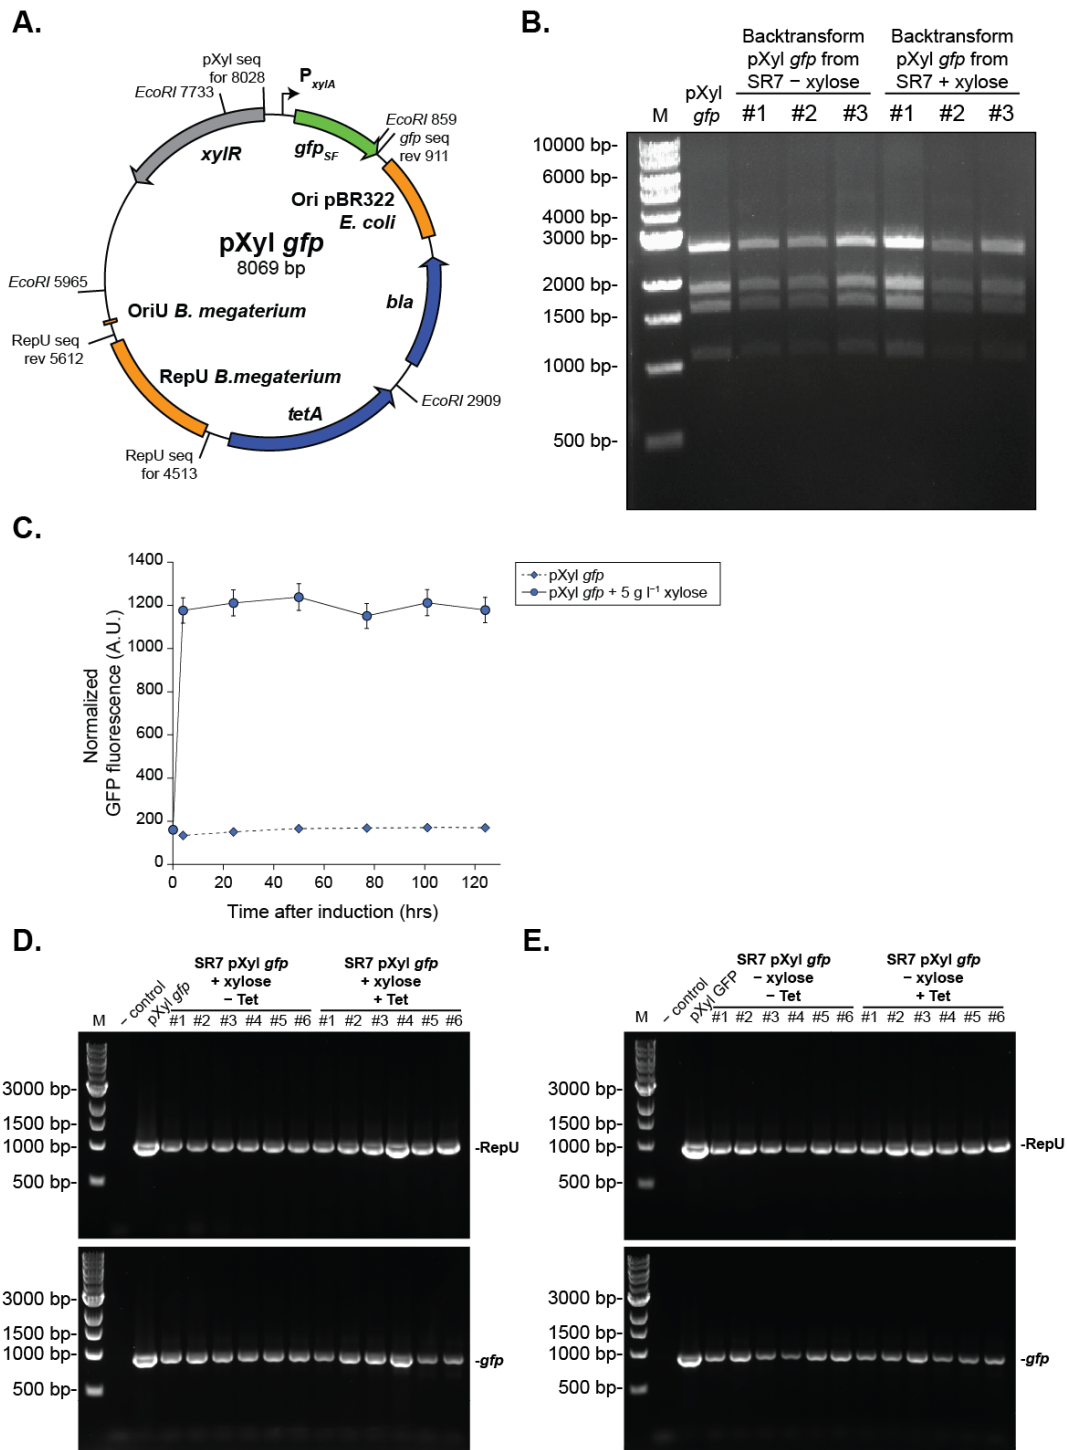 A.
pXyl seq
for 8028
EcoRI 7733
PxylA
EcoRI 859
gfp seq
rev 911
xylR
gfpSF
Ori pBR322
E. coli
pXyl gfp
8069 bp
bla
EcoRI 5965
OriU B. megaterium
RepU seq
rev 5612
RepU B.megaterium
tetA
EcoRI 2909
RepU seq
for 4513
B.
Backtransform
pXyl gfp from
SR7 − xylose
Backtransform
pXyl gfp from
SR7 + xylose
M
pXyl
gfp
#1 #2 #3 #1 #2 #3
10000 bp-
6000 bp-
4000 bp-
3000 bp-
2000 bp-
1500 bp-
1000 bp-
500 bp-
C.
1400
1200
1000
800
600
400
200
0
Normalized
GFP fluorescence (A.U.)
0 20 40 60 80 100 120
Time after induction (hrs)
pXyl gfp
pXyl gfp + 5 g l⁻¹ xylose
D.
SR7 pXyl gfp
+ xylose
− Tet
SR7 pXyl gfp
+ xylose
+ Tet
M − control pXyl gfp #1 #2 #3 #4 #5 #6 #1 #2 #3 #4 #5 #6
3000 bp-
1500 bp-
1000 bp-
500 bp-
-RepU
3000 bp-
1500 bp-
1000 bp-
500 bp-
-gfp
E.
SR7 pXyl gfp
− xylose
− Tet
SR7 pXyl gfp
− xylose
+ Tet
M − control pXyl GFP #1 #2 #3 #4 #5 #6 #1 #2 #3 #4 #5 #6
3000 bp-
1500 bp-
1000 bp-
500 bp-
-RepU
3000 bp-
1500 bp-
1000 bp-
500 bp-
-gfp